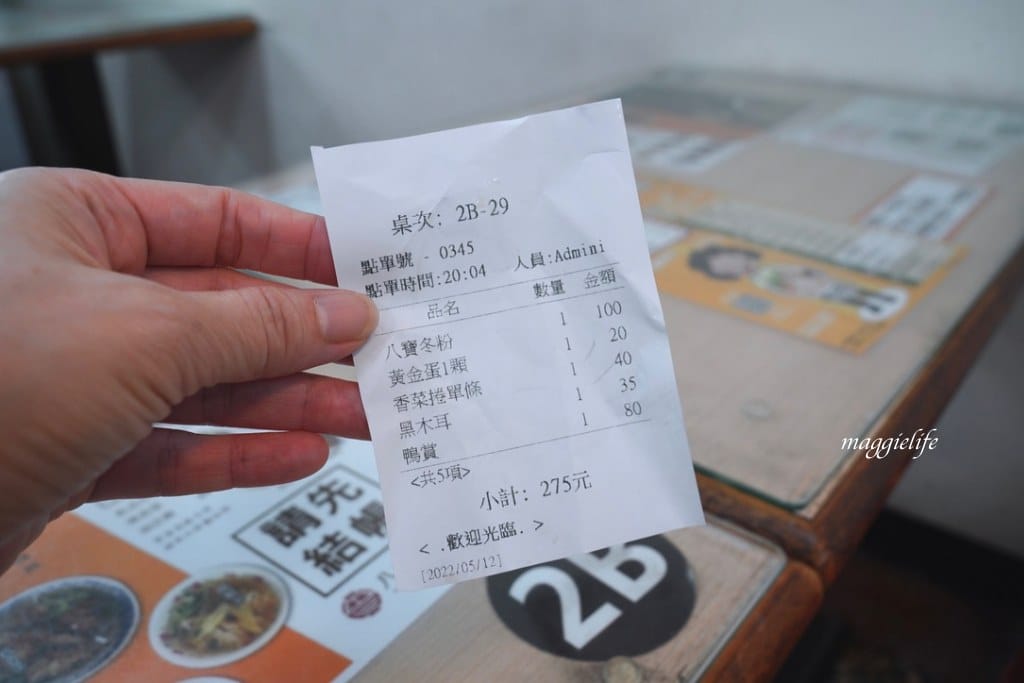 桌次: 2B-29
點單號 - 0345
點單時間:20:04 人員:Admini
品名 數量 金額
八寶冬粉 1 100
黃金蛋1顆 1 20
香菜捲單條 1 40
黑木耳 1 35
鴨賞 1 80
<共5項>
小計: 275元
< .歡迎光臨. >
[2022/05/12]
maggielife
請先
結帳
2B